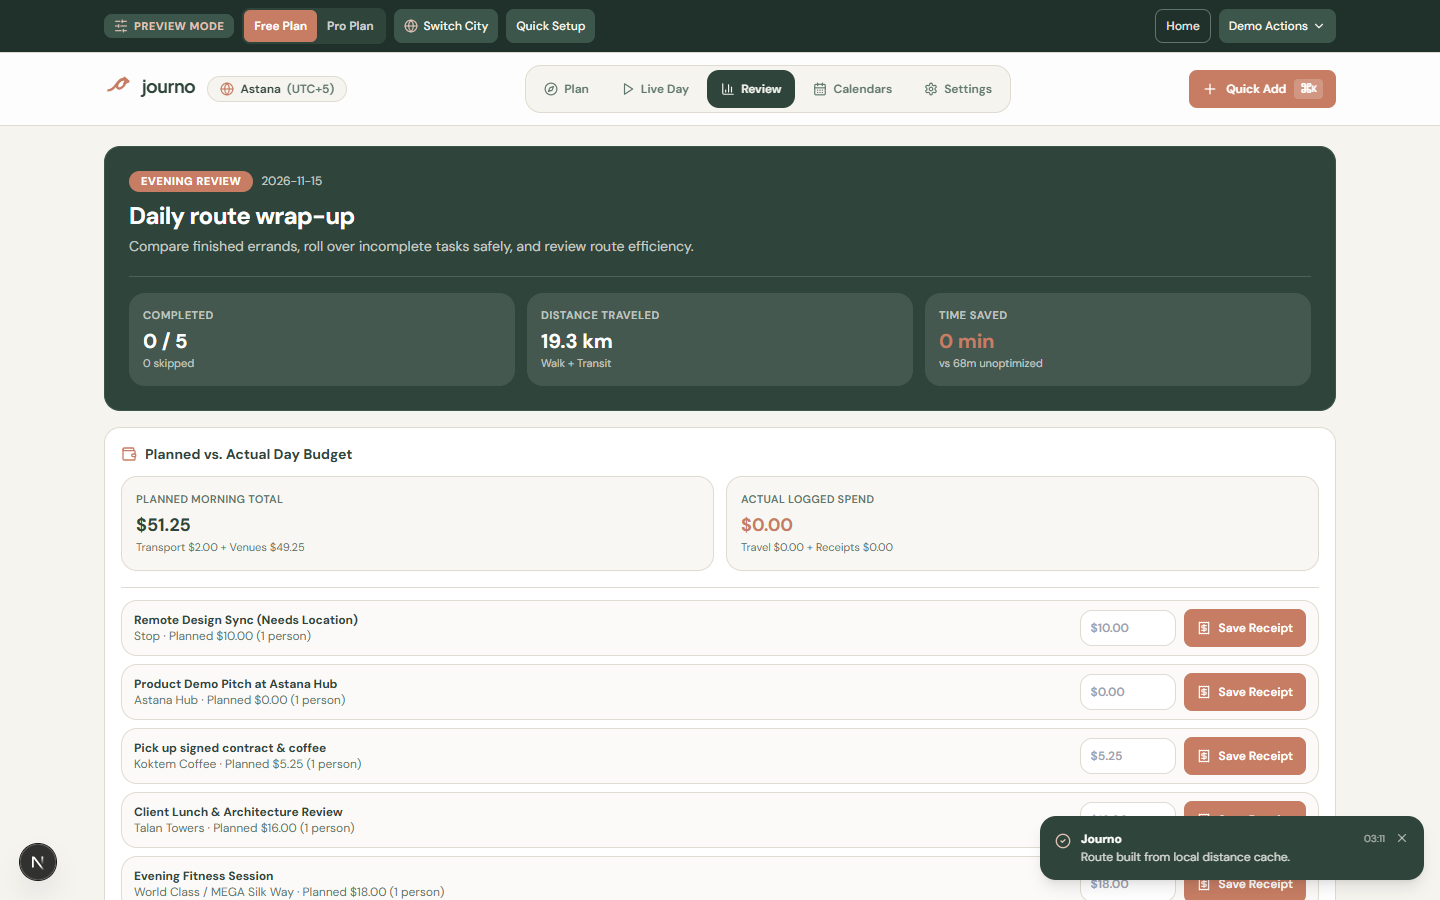 PREVIEW MODE
Free Plan
Pro Plan
Switch City
Quick Setup
Home
Demo Actions
journo
Astana (UTC+5)
Plan
Live Day
Review
Calendars
Settings
Quick Add ⌘K
EVENING REVIEW 2026-11-15
Daily route wrap-up
Compare finished errands, roll over incomplete tasks safely, and review route efficiency.
COMPLETED
0 / 5
0 skipped
DISTANCE TRAVELED
19.3 km
Walk + Transit
TIME SAVED
0 min
vs 68m unoptimized
Planned vs. Actual Day Budget
PLANNED MORNING TOTAL
$51.25
Transport $2.00 + Venues $49.25
ACTUAL LOGGED SPEND
$0.00
Travel $0.00 + Receipts $0.00
Remote Design Sync (Needs Location)
Stop · Planned $10.00 (1 person)
$10.00
Save Receipt
Product Demo Pitch at Astana Hub
Astana Hub · Planned $0.00 (1 person)
$0.00
Save Receipt
Pick up signed contract & coffee
Koktem Coffee · Planned $5.25 (1 person)
$5.25
Save Receipt
Client Lunch & Architecture Review
Talan Towers · Planned $16.00 (1 person)
Evening Fitness Session
World Class / MEGA Silk Way · Planned $18.00 (1 person)
$18.00
Save Receipt
Journo
03:11
Route built from local distance cache.
N